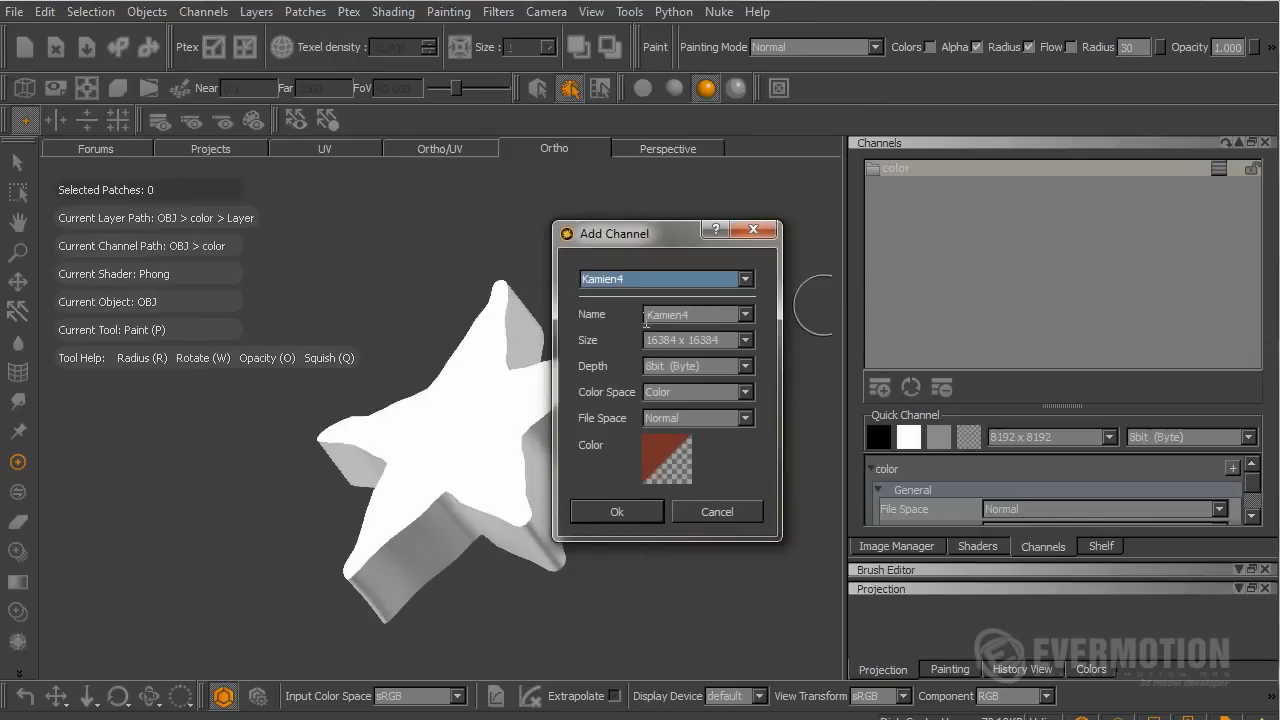 File Edit Selection Objects Channels Layers Patches Ptex Shading Painting Filters Camera View Tools Python Nuke Help
Ptex Texel density: Size: 1 Paint Painting Mode Normal Colors Alpha Radius Flow Radius 30 Opacity 1.000 »
Near 0.1 Far FoV
Forums Projects UV Ortho/UV Ortho Perspective
Channels
color
Selected Patches: 0
Current Layer Path: OBJ > color > Layer
Current Channel Path: OBJ > color
Current Shader: Phong
Current Object: OBJ
Current Tool: Paint (P)
Tool Help: Radius (R) Rotate (W) Opacity (O) Squish (Q)
Add Channel
Kamien4
Name Kamien4
Size 16384 x 16384
Depth 8bit (Byte)
Color Space Color
File Space Normal
Color
Ok Cancel
Quick Channel
8192 x 8192 8bit (Byte)
color
General
File Space Normal
Image Manager Shaders Channels Shelf
Brush Editor
Projection
EVERMOTION
Projection Painting History View Colors
Input Color Space sRGB Extrapolate Display Device default View Transform sRGB Component RGB »